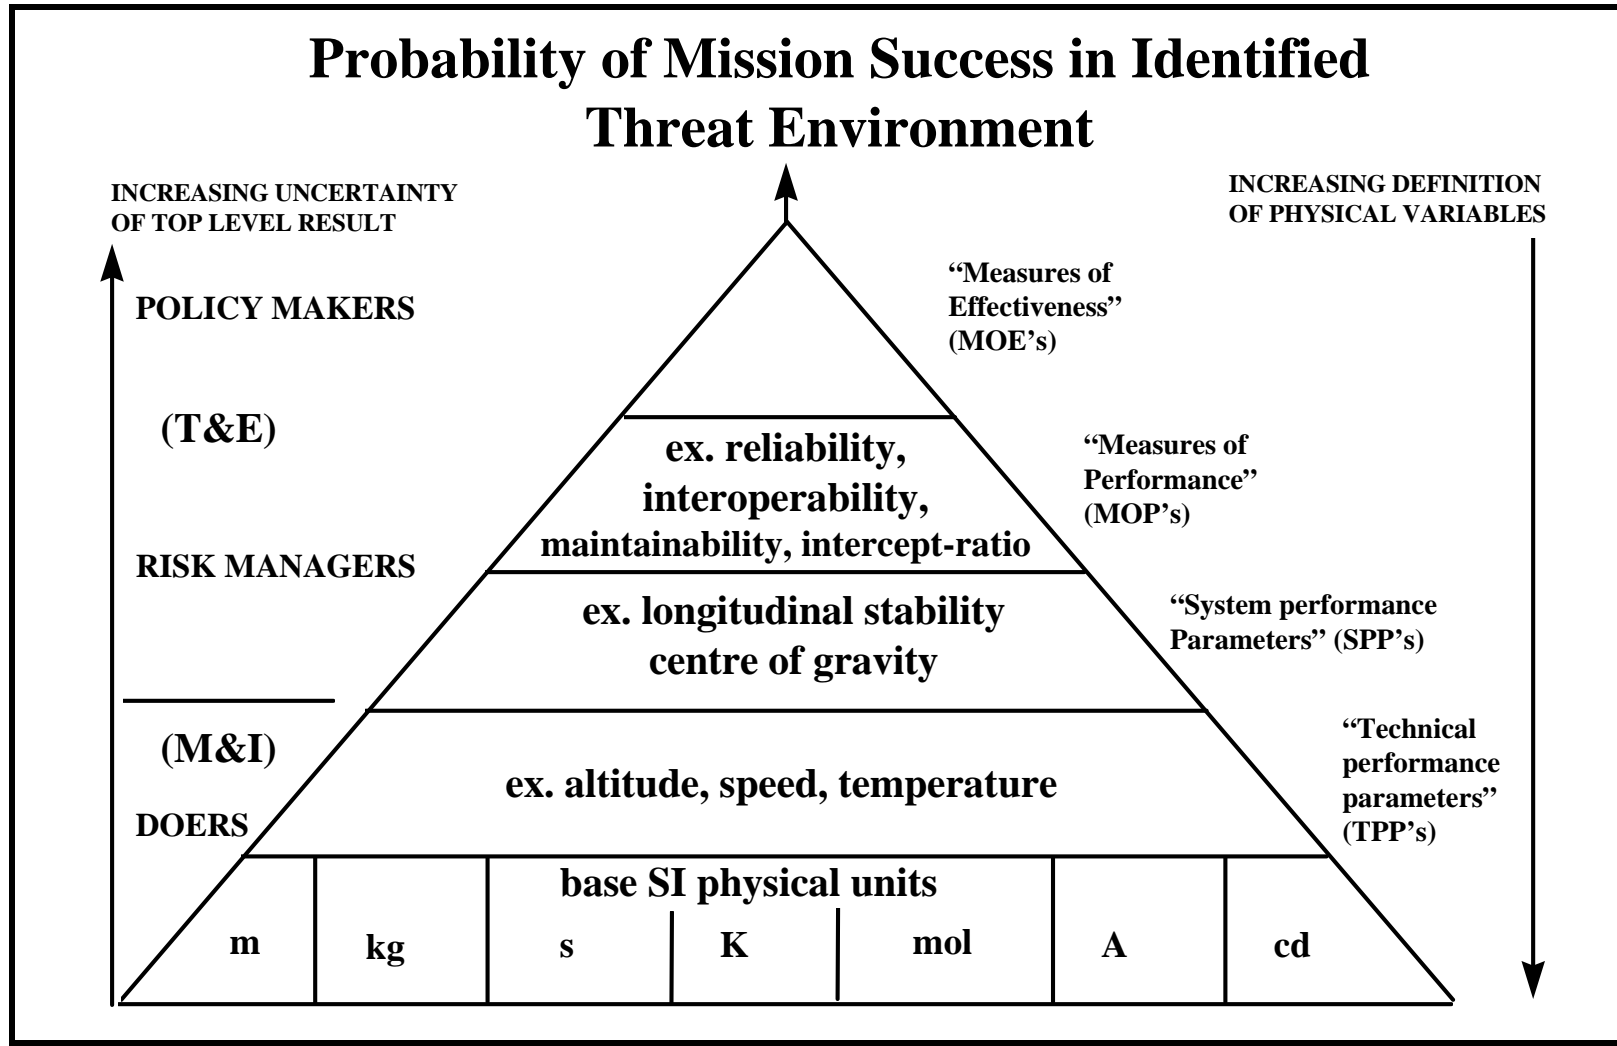 Probability of Mission Success in Identified
Threat Environment
INCREASING UNCERTAINTY
OF TOP LEVEL RESULT
INCREASING DEFINITION
OF PHYSICAL VARIABLES
POLICY MAKERS
“Measures of
Effectiveness”
(MOE’s)
(T&E)
ex. reliability,
interoperability,
maintainability, intercept-ratio
“Measures of
Performance”
(MOP’s)
RISK MANAGERS
ex. longitudinal stability
centre of gravity
“System performance
Parameters” (SPP’s)
(M&I)
DOERS
ex. altitude, speed, temperature
“Technical
performance
parameters”
(TPP’s)
base SI physical units
m kg s K mol A cd